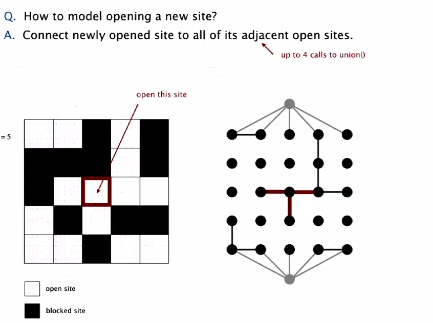 Q. How to model opening a new site?
A. Connect newly opened site to all of its adjacent open sites.
up to 4 calls to union()
open this site
= 5
open site
blocked site